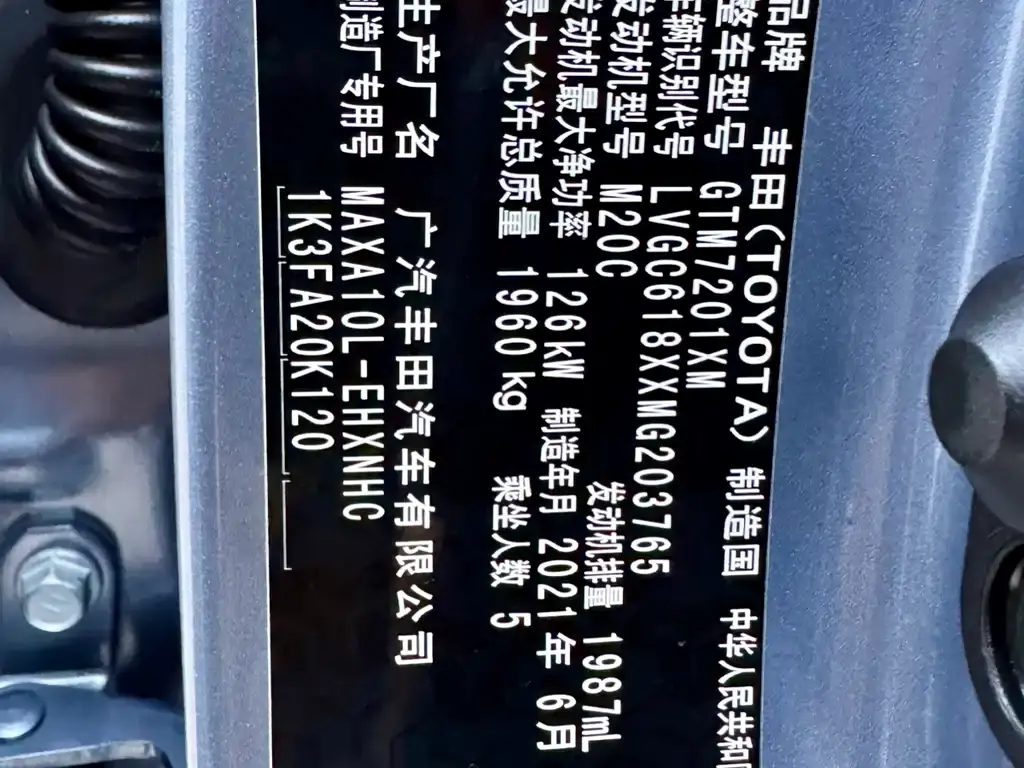 品牌 丰田(TOYOTA) 制造国 中华人民共和
整车型号 GTM7201XM
车辆识别代号 LVGC618XXMG203765
发动机型号 M20C 发动机排量 1987mL
发动机最大净功率 126kW 制造年月 2021年 6月
最大允许总质量 1960kg 乘坐人数 5
生产厂名 广汽丰田汽车有限公司
制造厂专用号 MAXA10L-EHXNHC
1K3FA20K120